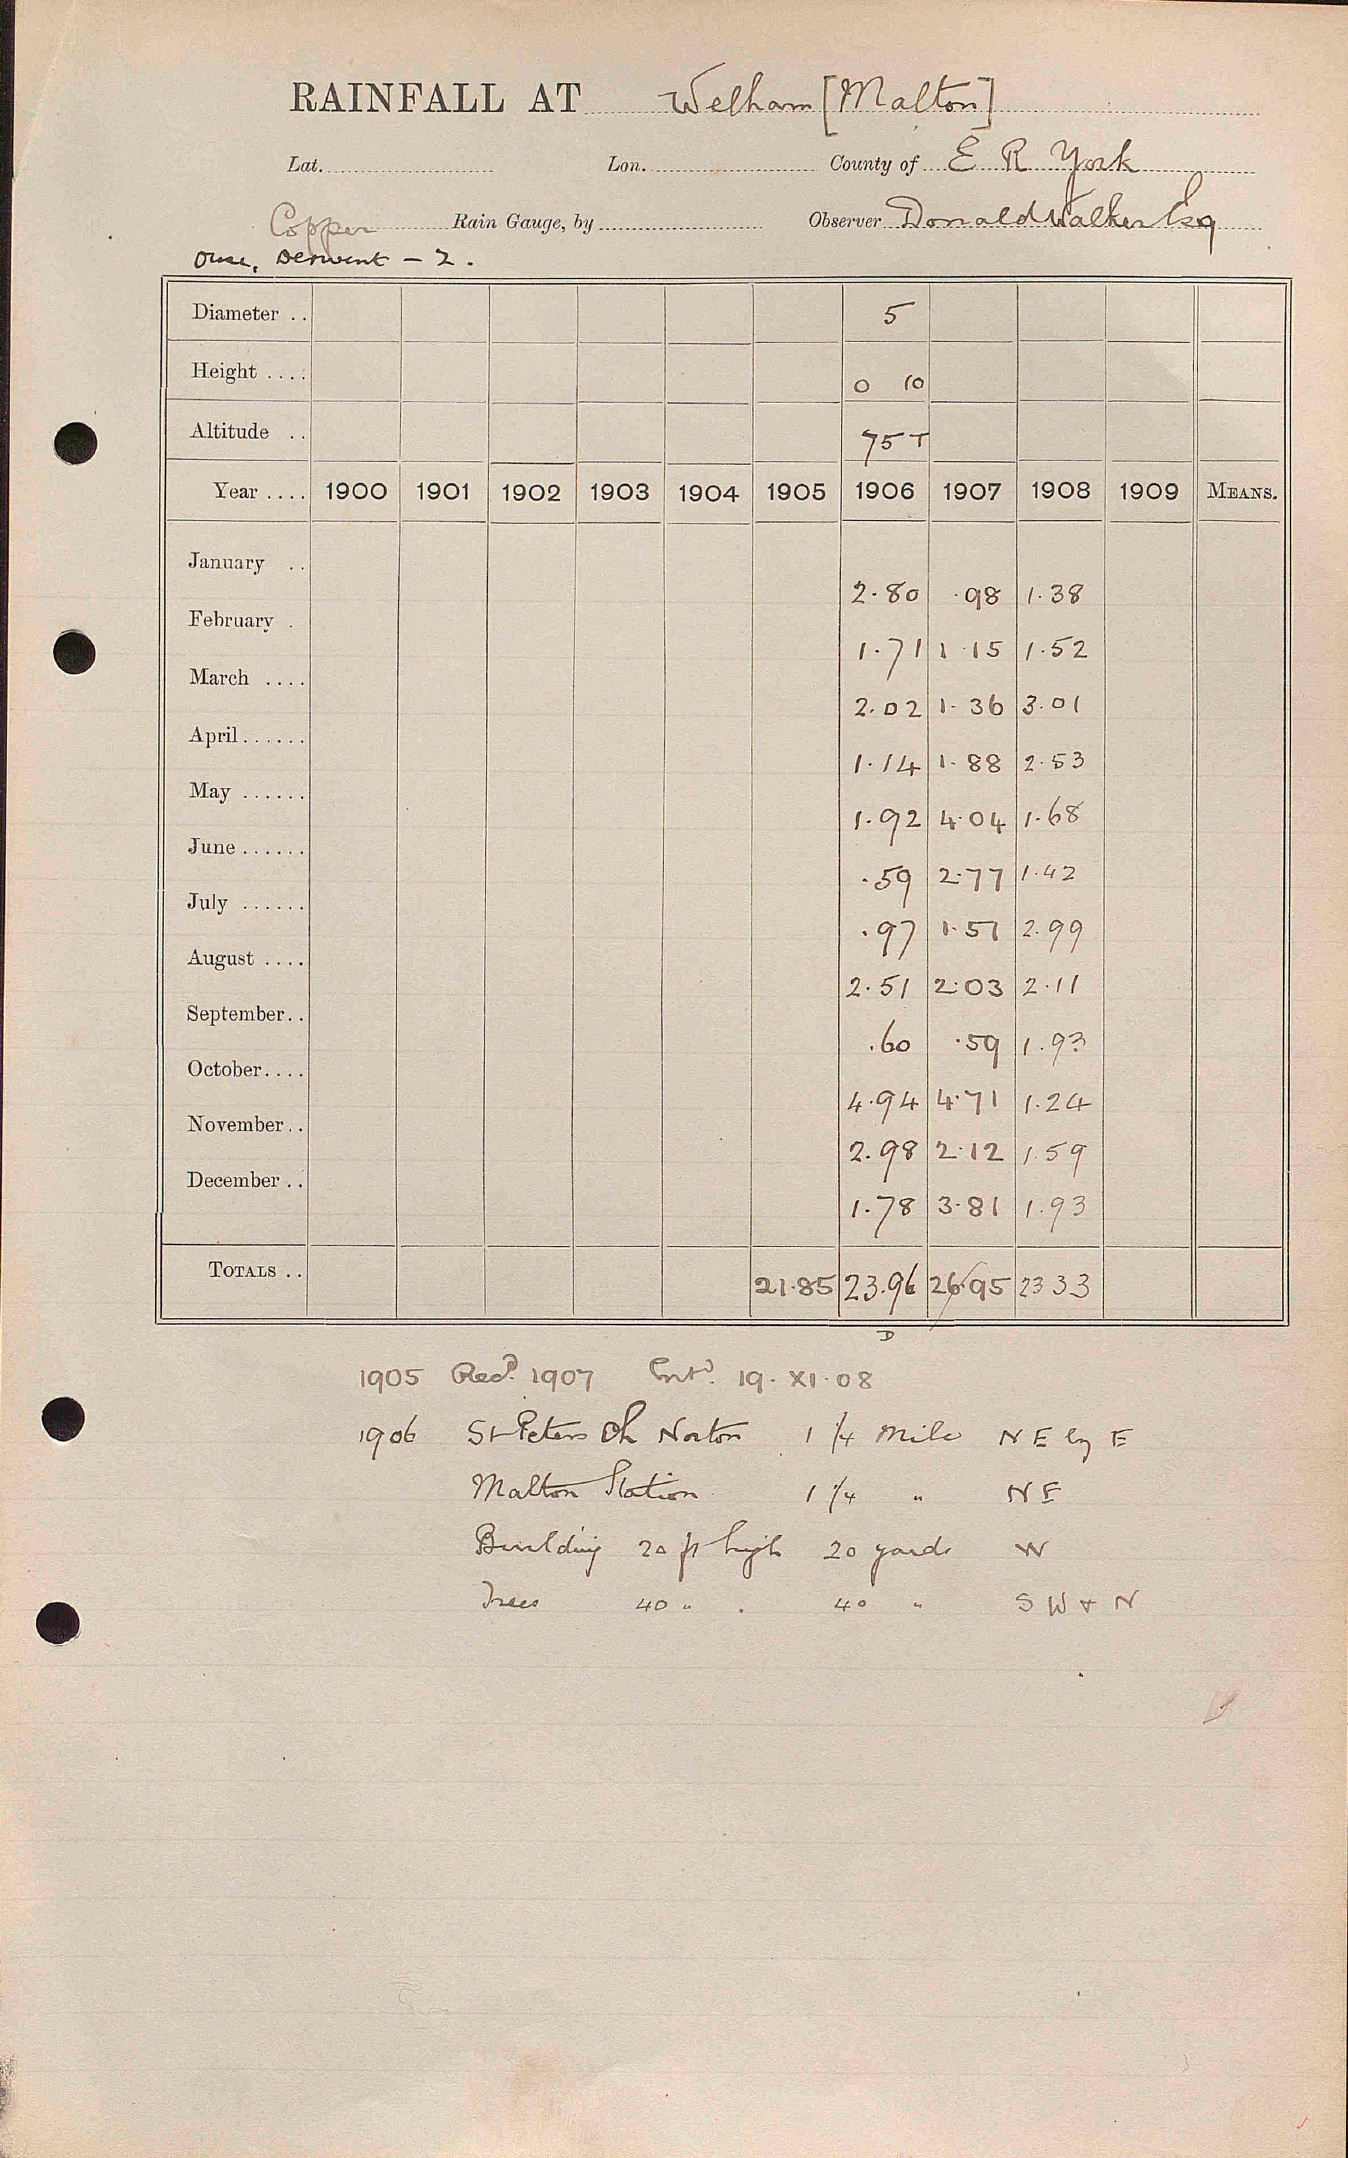 RAINFALL AT Welham [Malton]
Lat. Lon. County of E R York
Copper Rain Gauge, by Observer Donald Walker Esq
Ouse, Derwent – 2.
Diameter .. 5
Height .... 0 10
Altitude .. 75 T
Year .... 1900 1901 1902 1903 1904 1905 1906 1907 1908 1909 MEANS.
January .. 2.80 .98 1.38
February . 1.71 1.15 1.52
March .... 2.02 1.36 3.01
April ...... 1.14 1.88 2.53
May ...... 1.92 4.04 1.68
June ...... .59 2.77 1.42
July ...... .97 1.51 2.99
August .... 2.51 2.03 2.11
September.. .60 .59 1.93
October.... 4.94 4.71 1.24
November.. 2.98 2.12 1.59
December .. 1.78 3.81 1.93
TOTALS .. 21.85 23.96 26.95 23 33
D
1905 Recd. 1907 Entd. 19. XI. 08
1906 St Peters Ch Norton 1 1/4 Mile N E by E
Malton Station 1 1/4 " N E
Building 20 ft high 20 yards W
Trees 40 " . 40 " S W + N